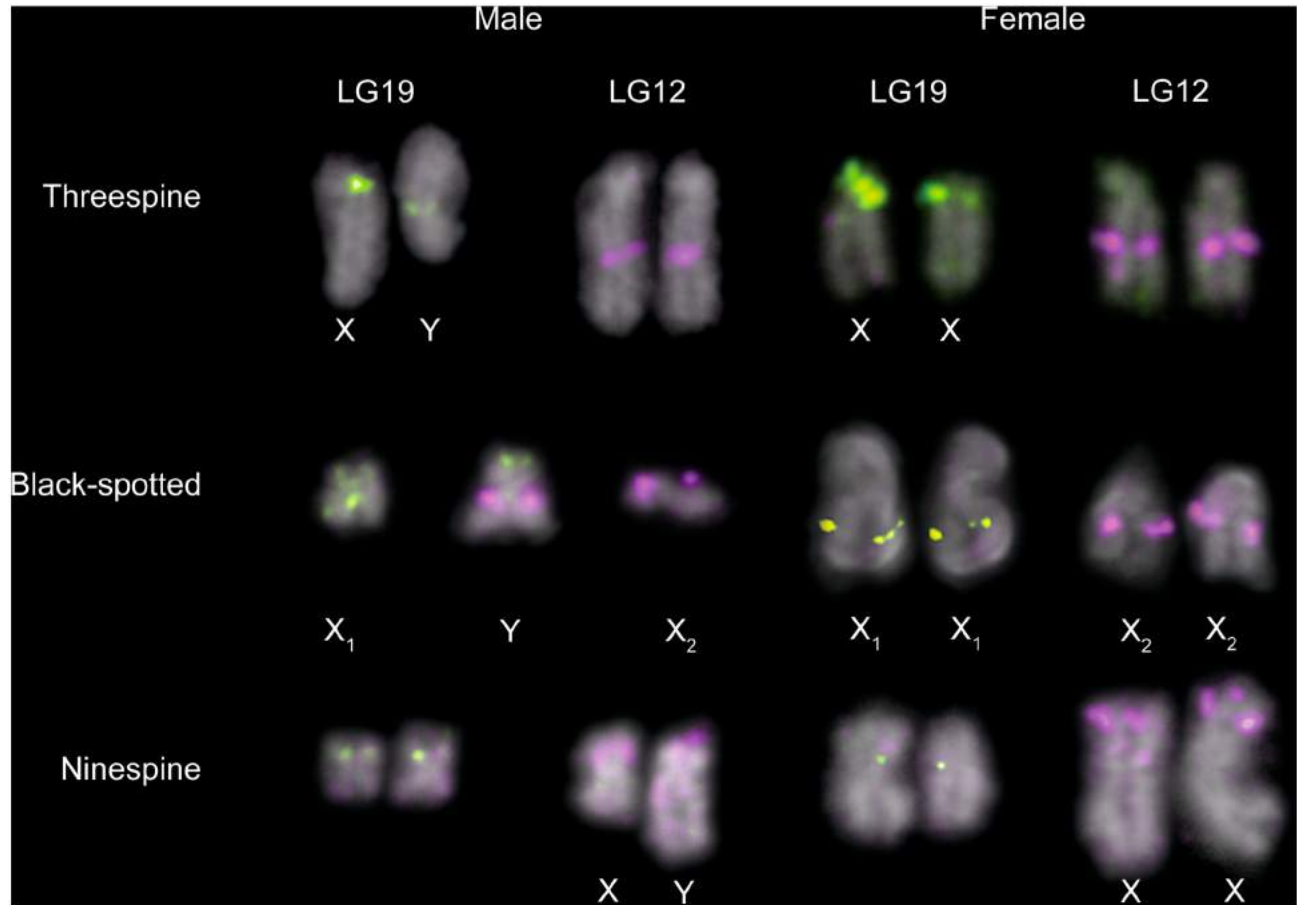 Male Female
LG19 LG12 LG19 LG12
Threespine
X Y X X
Black-spotted
X1 Y X2 X1 X1 X2 X2
Ninespine
X Y X X